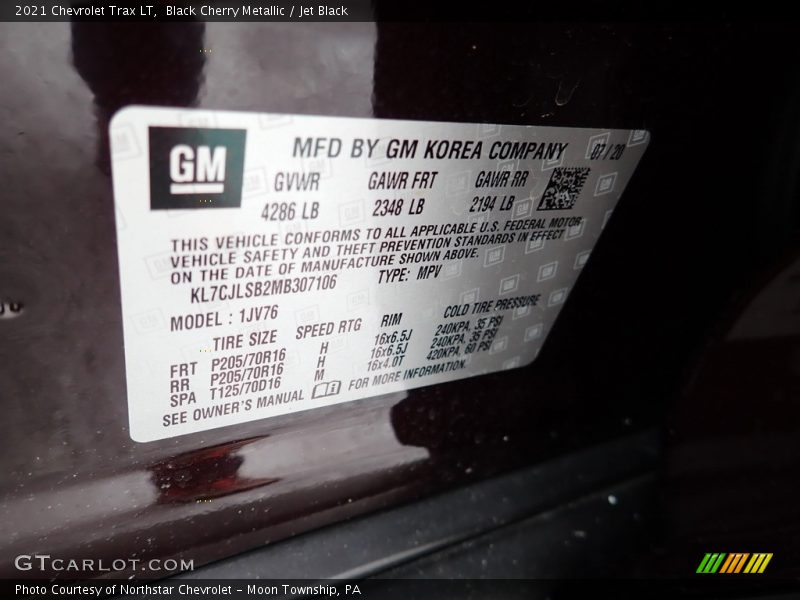 2021 Chevrolet Trax LT,  Black Cherry Metallic / Jet Black
GM
MFD BY GM KOREA COMPANY 07/20
GVWR GAWR FRT GAWR RR
4286 LB 2348 LB 2194 LB
THIS VEHICLE CONFORMS TO ALL APPLICABLE U.S. FEDERAL MOTOR
VEHICLE SAFETY AND THEFT PREVENTION STANDARDS IN EFFECT
ON THE DATE OF MANUFACTURE SHOWN ABOVE.
KL7CJLSB2MB307106 TYPE: MPV
MODEL : 1JV76
TIRE SIZE SPEED RTG RIM COLD TIRE PRESSURE
FRT P205/70R16 H 16x6.5J 240KPA, 35 PSI
RR P205/70R16 H 16x6.5J 240KPA, 35 PSI
SPA T125/70D16 M 16x4.0T 420KPA, 60 PSI
SEE OWNER'S MANUAL FOR MORE INFORMATION.
GTCARLOT.COM
Photo Courtesy of Northstar Chevrolet - Moon Township, PA